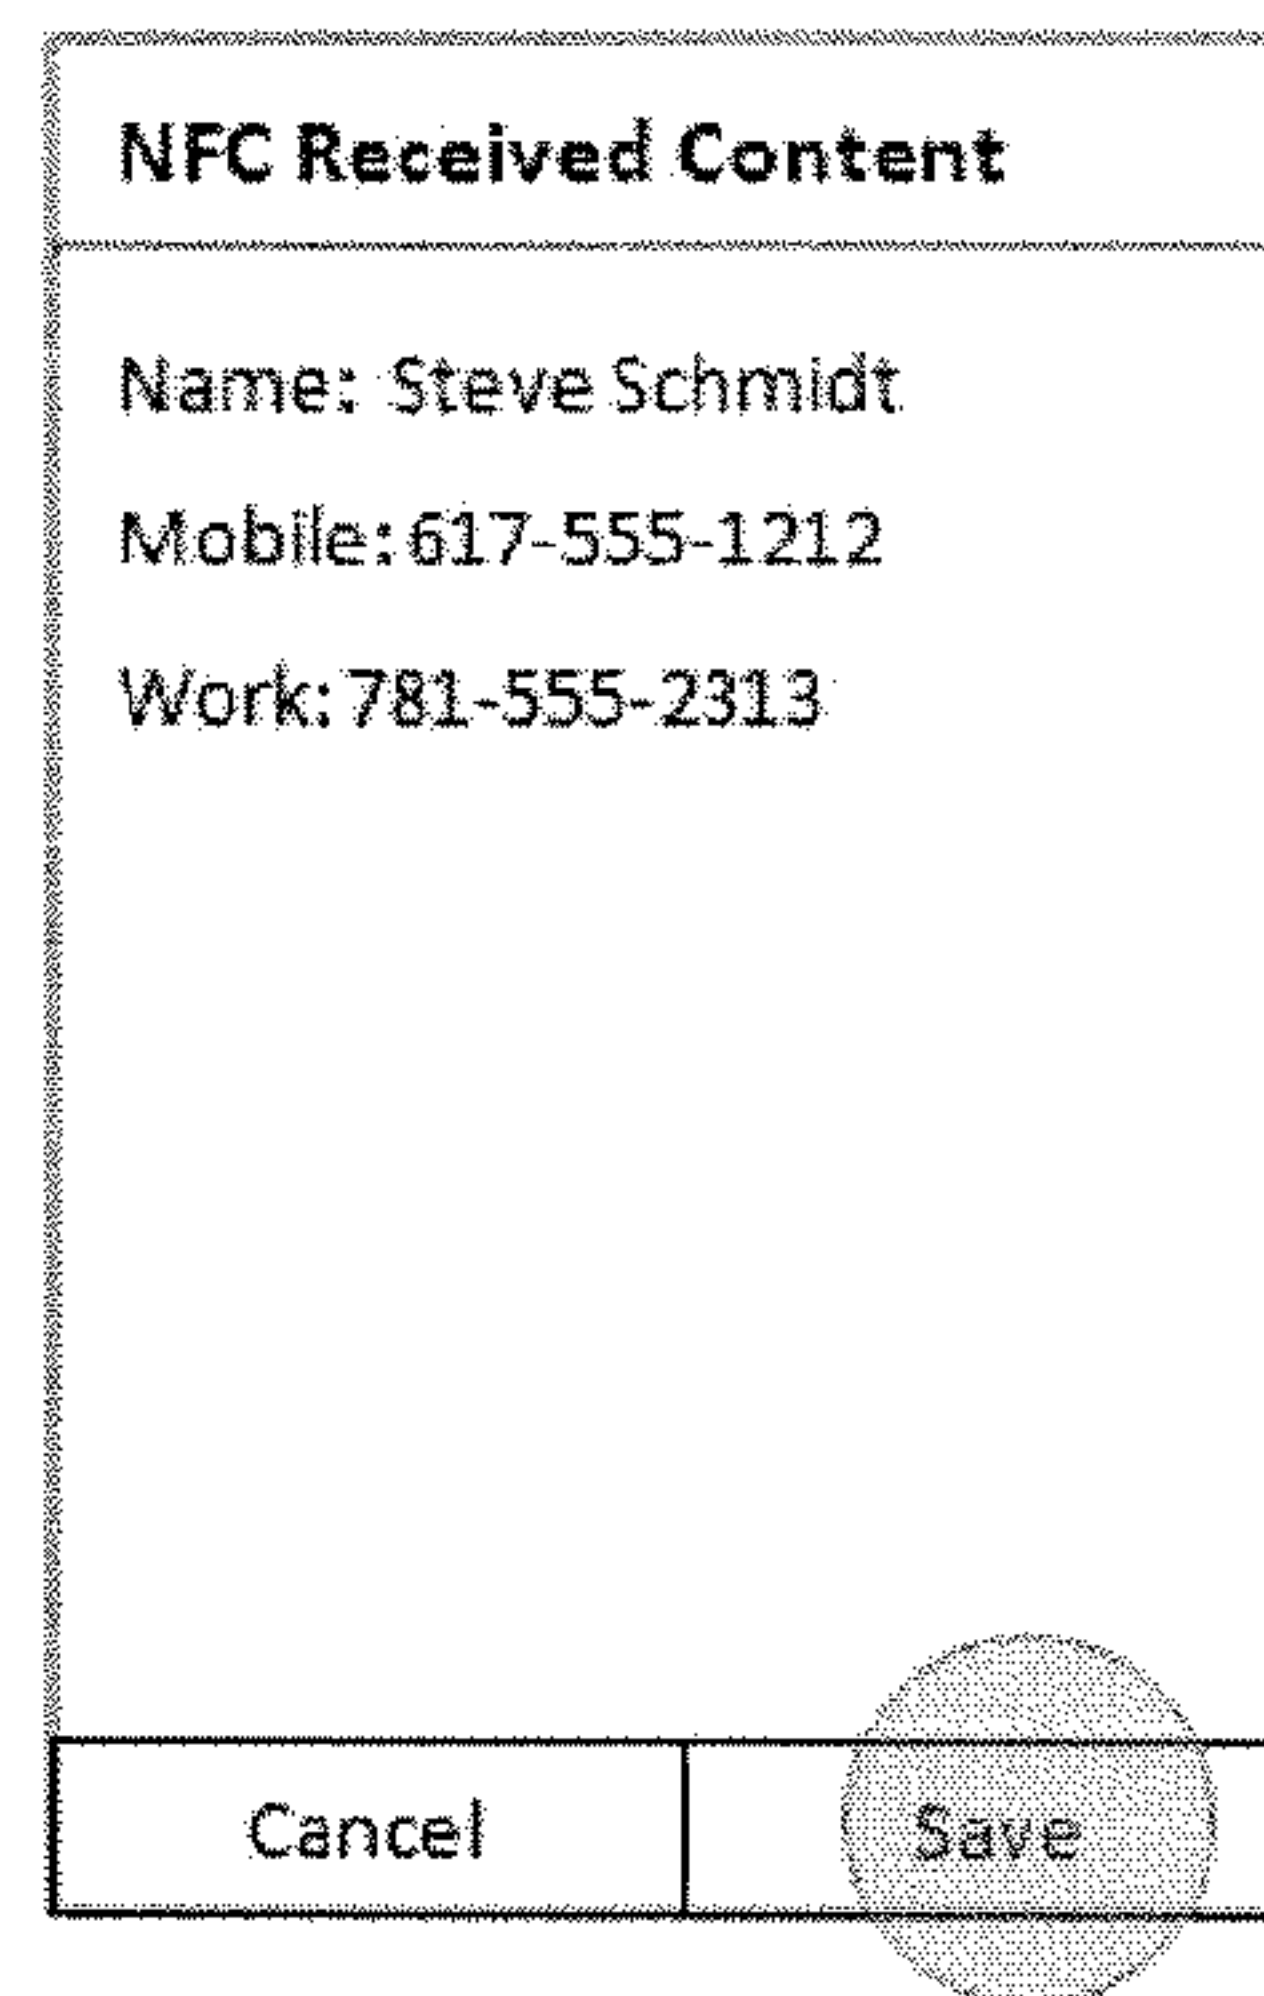 NFC Received Content
Name: Steve Schmidt
Mobile: 617-555-1212
Work: 781-555-2313
Cancel
Save